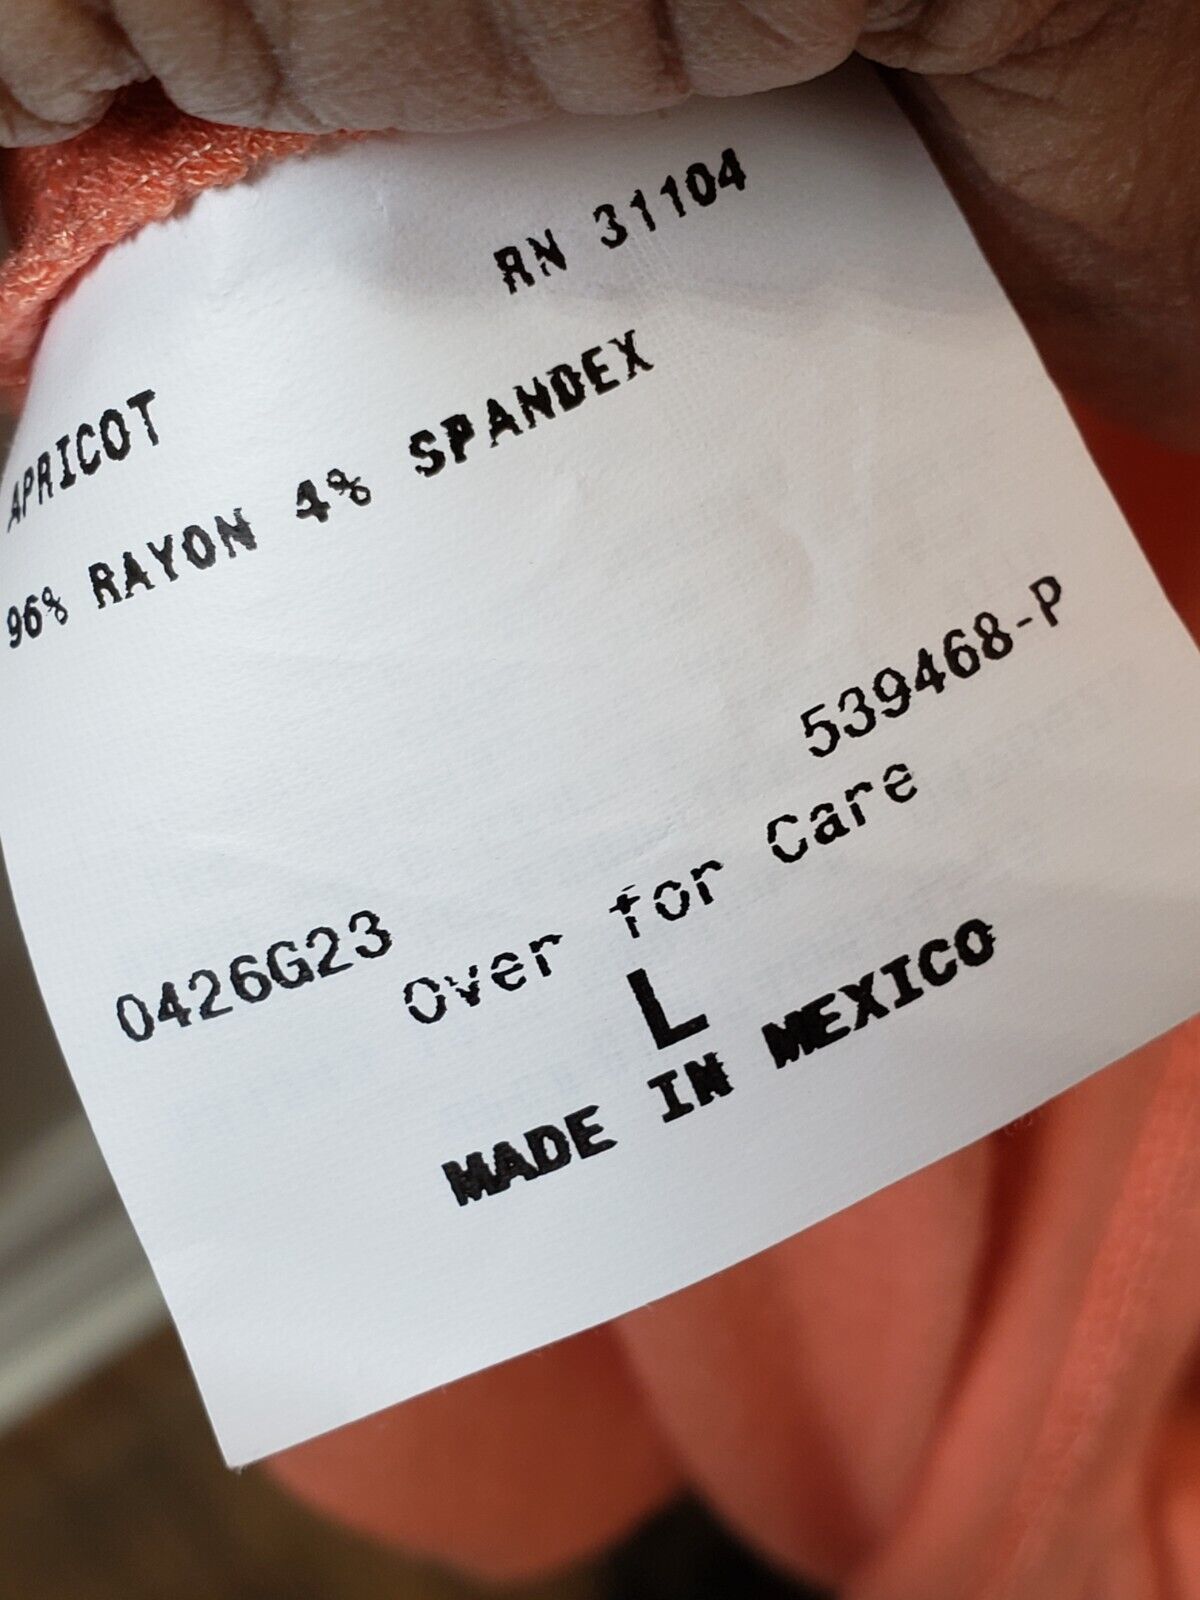 RN 31104
APRICOT
96% RAYON 4% SPANDEX
539468-P
0426G23
Over for Care
L
MADE IN MEXICO